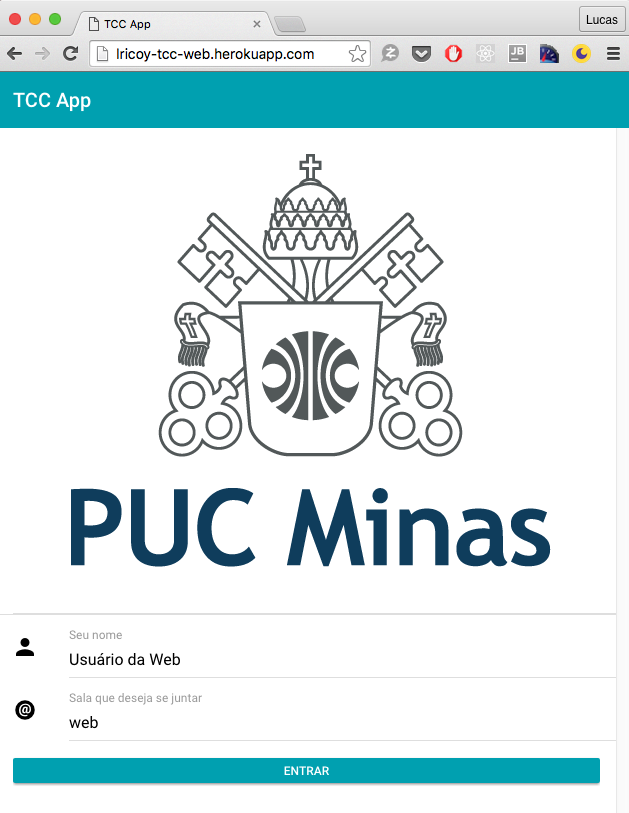 TCC App
Lucas
lricoy-tcc-web.herokuapp.com
JB
TCC App
PUC Minas
Seu nome
Usuário da Web
Sala que deseja se juntar
@
web
ENTRAR